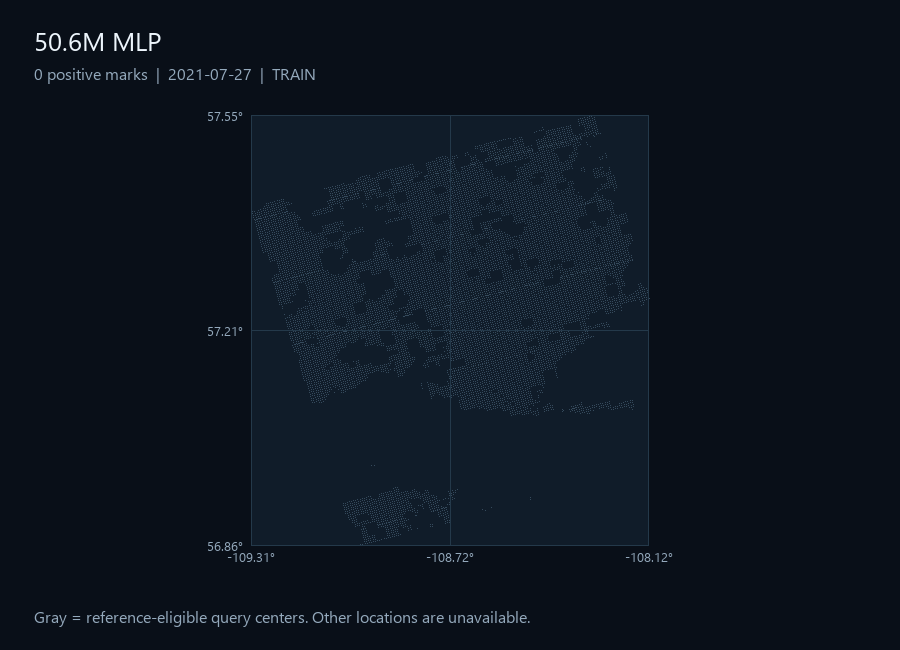 50.6M MLP
0 positive marks | 2021-07-27 | TRAIN
57.55°
57.21°
56.86°
-109.31°
-108.72°
-108.12°
Gray = reference-eligible query centers. Other locations are unavailable.